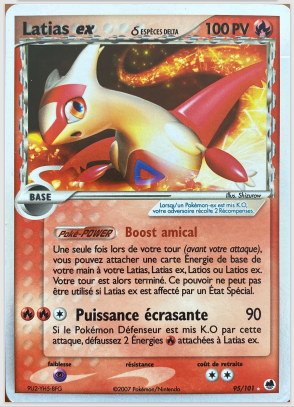 Latias ex δ ESPÈCES DELTA 100 PV
Illus. Shizurow
BASE
Lorsqu'un Pokémon-ex est mis K.O.,
votre adversaire récolte 2 Récompenses.
Poké-POWER Boost amical
Une seule fois lors de votre tour (avant votre attaque),
vous pouvez attacher une carte Énergie de base de
votre main à votre Latias, Latias ex, Latios ou Latios ex.
Votre tour est alors terminé. Ce pouvoir ne peut pas
être utilisé si Latias ex est affecté par un État Spécial.
Puissance écrasante 90
Si le Pokémon Défenseur est mis K.O par cette
attaque, défaussez 2 Énergies attachées à Latias ex.
faiblesse résistance coût de retraite
©2007 Pokémon/Nintendo 95/101